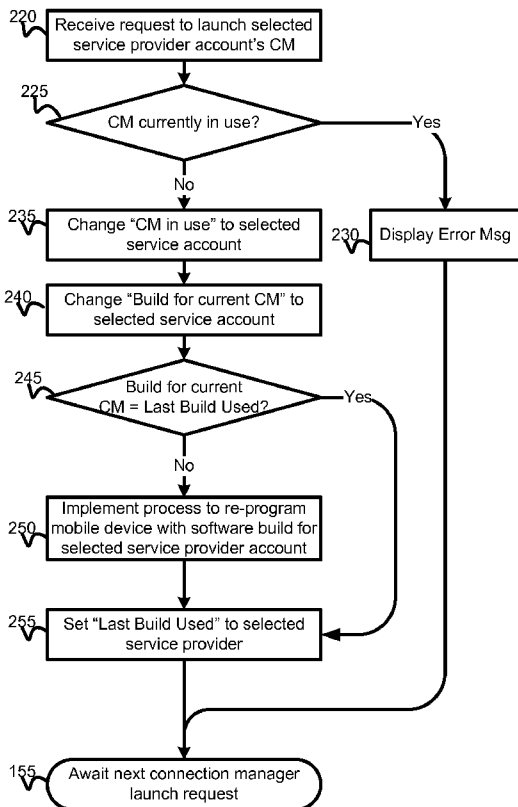 220
Receive request to launch selected
service provider account's CM
225
CM currently in use?
Yes
No
235
Change "CM in use" to selected
service account
230
Display Error Msg
240
Change "Build for current CM" to
selected service account
245
Build for current
CM = Last Build Used?
Yes
No
250
Implement process to re-program
mobile device with software build for
selected service provider account
255
Set "Last Build Used" to selected
service provider
155
Await next connection manager
launch request